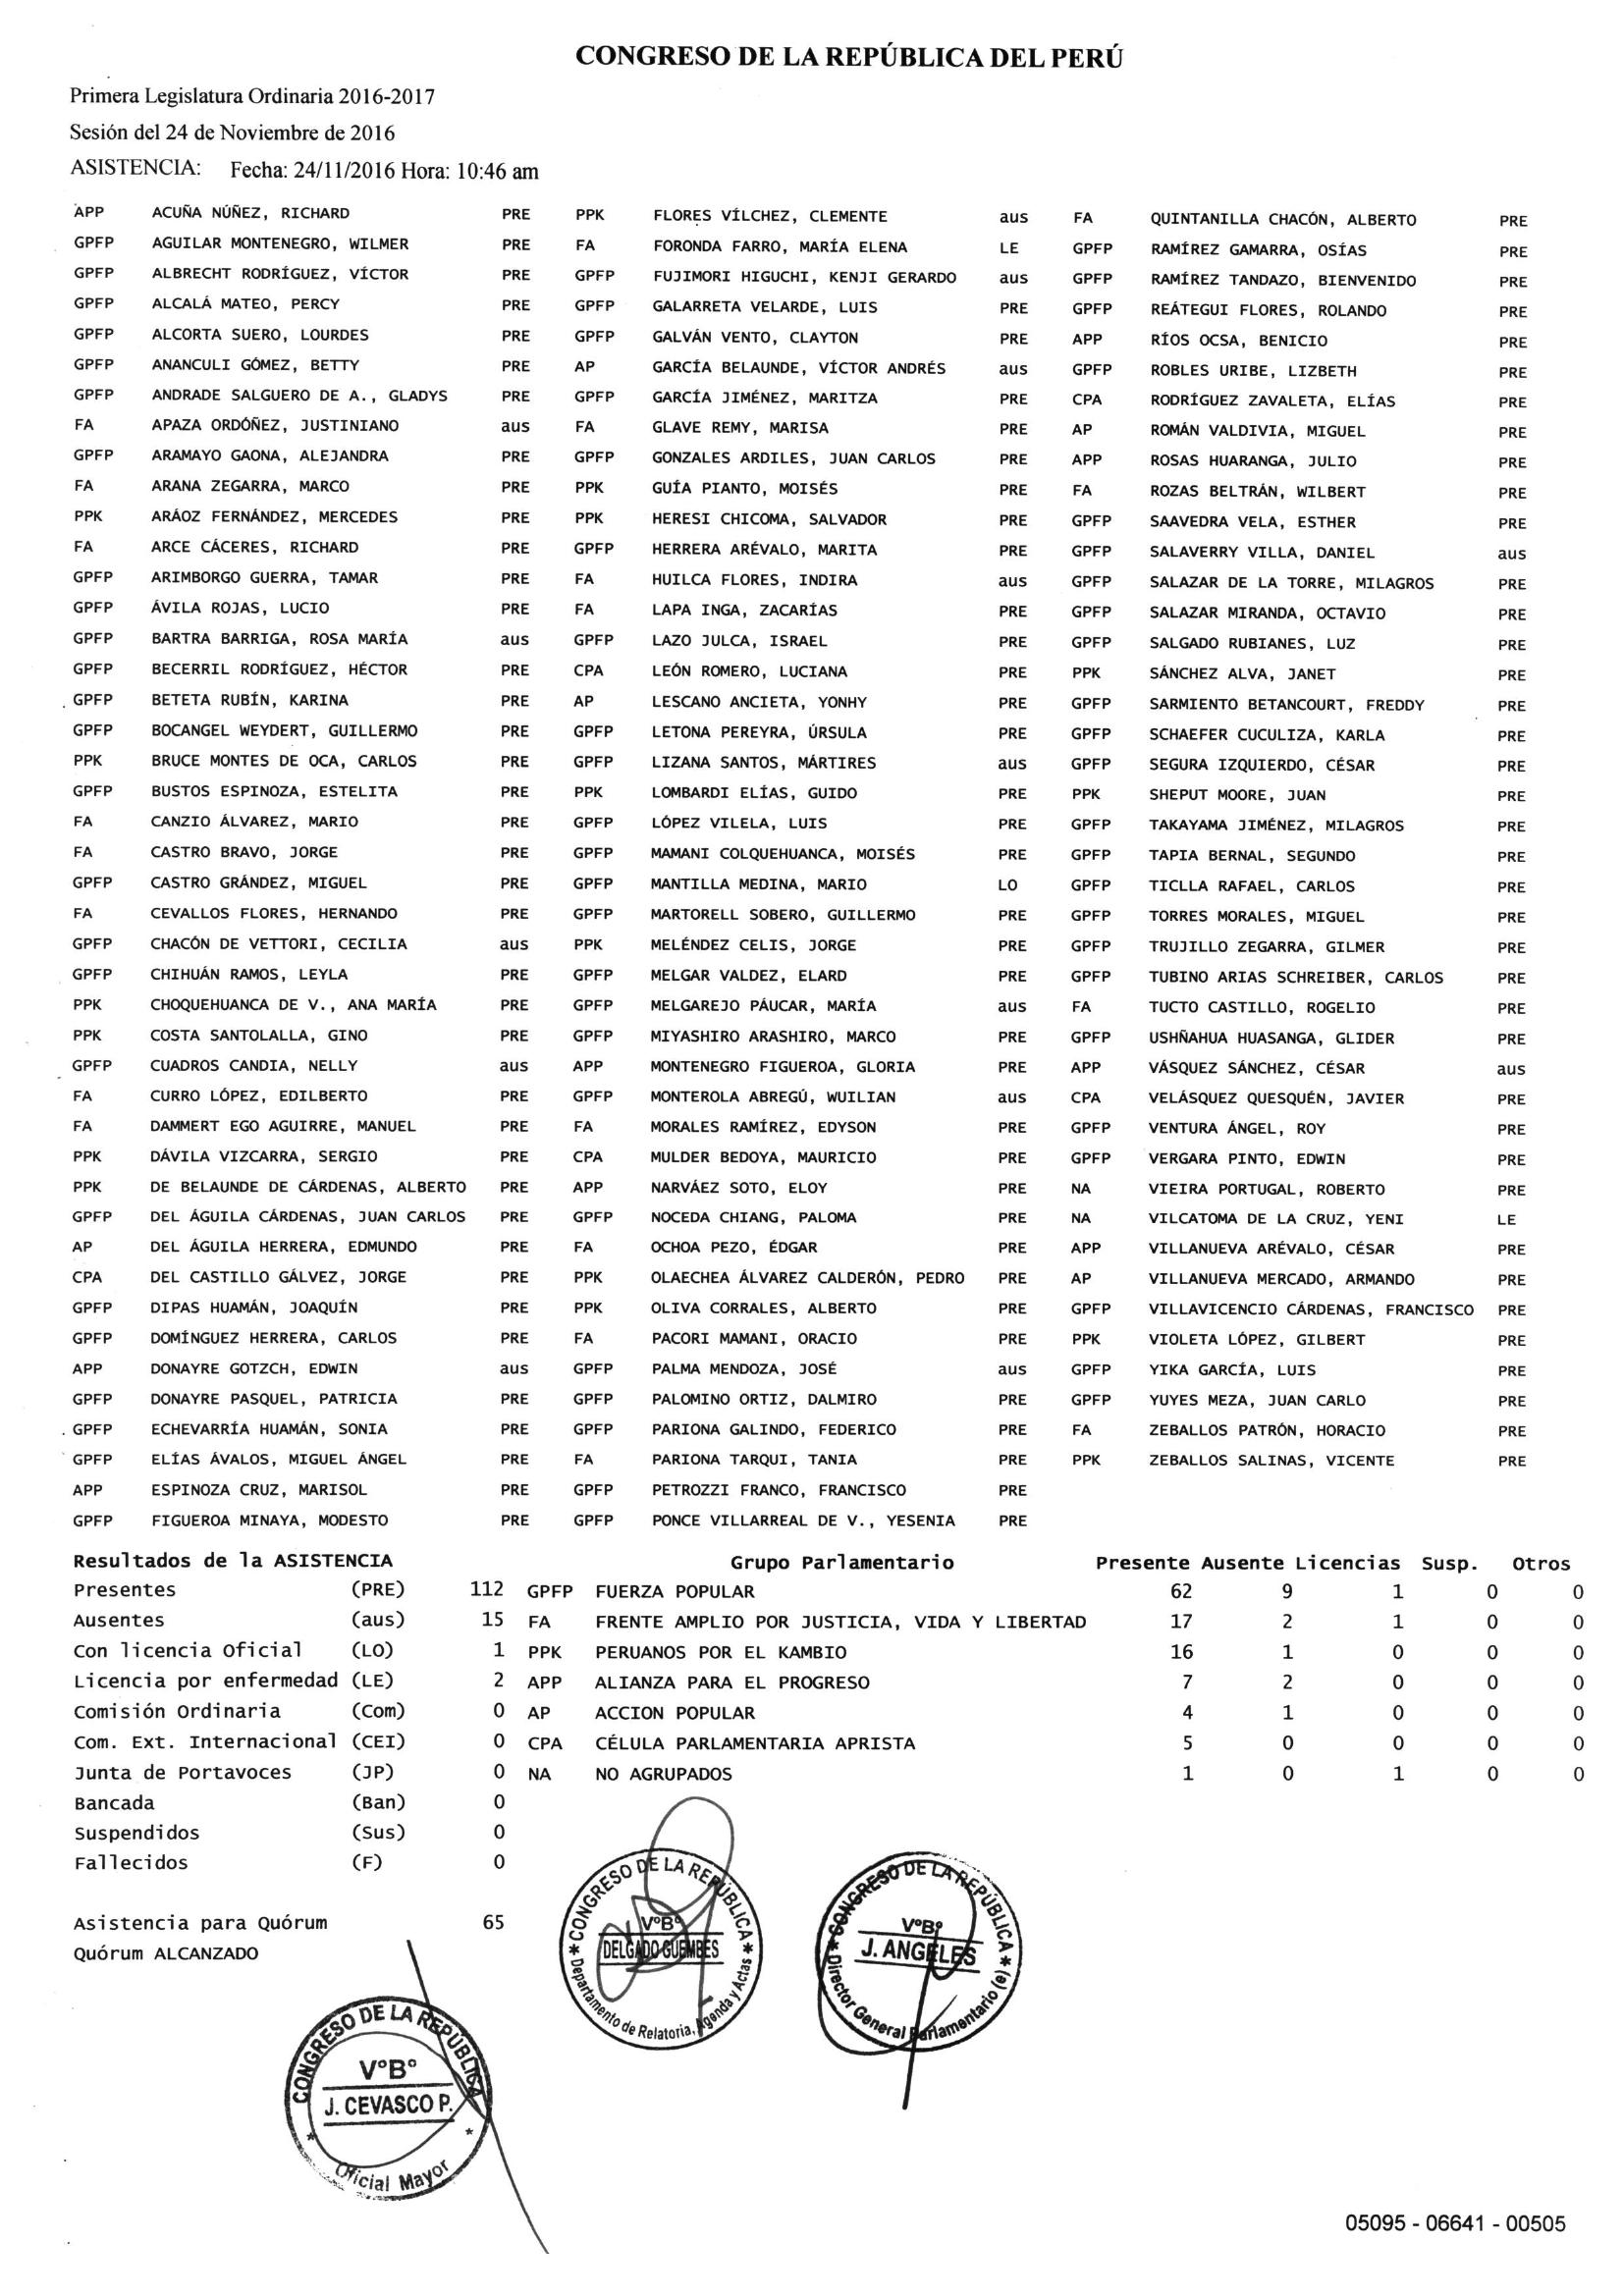 CONGRESO DE LA REPÚBLICA DEL PERÚ
Primera Legislatura Ordinaria 2016-2017
Sesión del 24 de Noviembre de 2016
ASISTENCIA: Fecha: 24/11/2016 Hora: 10:46 am
APP ACUÑA NÚÑEZ, RICHARD PRE PPK FLORES VÍLCHEZ, CLEMENTE aus FA QUINTANILLA CHACÓN, ALBERTO PRE
GPFP AGUILAR MONTENEGRO, WILMER PRE FA FORONDA FARRO, MARÍA ELENA LE GPFP RAMÍREZ GAMARRA, OSÍAS PRE
GPFP ALBRECHT RODRÍGUEZ, VÍCTOR PRE GPFP FUJIMORI HIGUCHI, KENJI GERARDO aus GPFP RAMÍREZ TANDAZO, BIENVENIDO PRE
GPFP ALCALÁ MATEO, PERCY PRE GPFP GALARRETA VELARDE, LUIS PRE GPFP REÁTEGUI FLORES, ROLANDO PRE
GPFP ALCORTA SUERO, LOURDES PRE GPFP GALVÁN VENTO, CLAYTON PRE APP RÍOS OCSA, BENICIO PRE
GPFP ANANCULI GÓMEZ, BETTY PRE AP GARCÍA BELAUNDE, VÍCTOR ANDRÉS aus GPFP ROBLES URIBE, LIZBETH PRE
GPFP ANDRADE SALGUERO DE A., GLADYS PRE GPFP GARCÍA JIMÉNEZ, MARITZA PRE CPA RODRÍGUEZ ZAVALETA, ELÍAS PRE
FA APAZA ORDÓÑEZ, JUSTINIANO aus FA GLAVE REMY, MARISA PRE AP ROMÁN VALDIVIA, MIGUEL PRE
GPFP ARAMAYO GAONA, ALEJANDRA PRE GPFP GONZALES ARDILES, JUAN CARLOS PRE APP ROSAS HUARANGA, JULIO PRE
FA ARANA ZEGARRA, MARCO PRE PPK GUÍA PIANTO, MOISÉS PRE FA ROZAS BELTRÁN, WILBERT PRE
PPK ARÁOZ FERNÁNDEZ, MERCEDES PRE PPK HERESI CHICOMA, SALVADOR PRE GPFP SAAVEDRA VELA, ESTHER PRE
FA ARCE CÁCERES, RICHARD PRE GPFP HERRERA ARÉVALO, MARITA PRE GPFP SALAVERRY VILLA, DANIEL aus
GPFP ARIMBORGO GUERRA, TAMAR PRE FA HUILCA FLORES, INDIRA aus GPFP SALAZAR DE LA TORRE, MILAGROS PRE
GPFP ÁVILA ROJAS, LUCIO PRE FA LAPA INGA, ZACARÍAS PRE GPFP SALAZAR MIRANDA, OCTAVIO PRE
GPFP BARTRA BARRIGA, ROSA MARÍA aus GPFP LAZO JULCA, ISRAEL PRE GPFP SALGADO RUBIANES, LUZ PRE
GPFP BECERRIL RODRÍGUEZ, HÉCTOR PRE CPA LEÓN ROMERO, LUCIANA PRE PPK SÁNCHEZ ALVA, JANET PRE
GPFP BETETA RUBÍN, KARINA PRE AP LESCANO ANCIETA, YONHY PRE GPFP SARMIENTO BETANCOURT, FREDDY PRE
GPFP BOCANGEL WEYDERT, GUILLERMO PRE GPFP LETONA PEREYRA, ÚRSULA PRE GPFP SCHAEFER CUCULIZA, KARLA PRE
PPK BRUCE MONTES DE OCA, CARLOS PRE GPFP LIZANA SANTOS, MÁRTIRES aus GPFP SEGURA IZQUIERDO, CÉSAR PRE
GPFP BUSTOS ESPINOZA, ESTELITA PRE PPK LOMBARDI ELÍAS, GUIDO PRE PPK SHEPUT MOORE, JUAN PRE
FA CANZIO ÁLVAREZ, MARIO PRE GPFP LÓPEZ VILELA, LUIS PRE GPFP TAKAYAMA JIMÉNEZ, MILAGROS PRE
FA CASTRO BRAVO, JORGE PRE GPFP MAMANI COLQUEHUANCA, MOISÉS PRE GPFP TAPIA BERNAL, SEGUNDO PRE
GPFP CASTRO GRÁNDEZ, MIGUEL PRE GPFP MANTILLA MEDINA, MARIO LO GPFP TICLLA RAFAEL, CARLOS PRE
FA CEVALLOS FLORES, HERNANDO PRE GPFP MARTORELL SOBERO, GUILLERMO PRE GPFP TORRES MORALES, MIGUEL PRE
GPFP CHACÓN DE VETTORI, CECILIA aus PPK MELÉNDEZ CELIS, JORGE PRE GPFP TRUJILLO ZEGARRA, GILMER PRE
GPFP CHIHUÁN RAMOS, LEYLA PRE GPFP MELGAR VALDEZ, ELARD PRE GPFP TUBINO ARIAS SCHREIBER, CARLOS PRE
PPK CHOQUEHUANCA DE V., ANA MARÍA PRE GPFP MELGAREJO PÁUCAR, MARÍA aus FA TUCTO CASTILLO, ROGELIO PRE
PPK COSTA SANTOLALLA, GINO PRE GPFP MIYASHIRO ARASHIRO, MARCO PRE GPFP USHÑAHUA HUASANGA, GLIDER PRE
GPFP CUADROS CANDIA, NELLY aus APP MONTENEGRO FIGUEROA, GLORIA PRE APP VÁSQUEZ SÁNCHEZ, CÉSAR aus
FA CURRO LÓPEZ, EDILBERTO PRE GPFP MONTEROLA ABREGÚ, WUILIAN aus CPA VELÁSQUEZ QUESQUÉN, JAVIER PRE
FA DAMMERT EGO AGUIRRE, MANUEL PRE FA MORALES RAMÍREZ, EDYSON PRE GPFP VENTURA ÁNGEL, ROY PRE
PPK DÁVILA VIZCARRA, SERGIO PRE CPA MULDER BEDOYA, MAURICIO PRE GPFP VERGARA PINTO, EDWIN PRE
PPK DE BELAUNDE DE CÁRDENAS, ALBERTO PRE APP NARVÁEZ SOTO, ELOY PRE NA VIEIRA PORTUGAL, ROBERTO PRE
GPFP DEL ÁGUILA CÁRDENAS, JUAN CARLOS PRE GPFP NOCEDA CHIANG, PALOMA PRE NA VILCATOMA DE LA CRUZ, YENI LE
AP DEL ÁGUILA HERRERA, EDMUNDO PRE FA OCHOA PEZO, ÉDGAR PRE APP VILLANUEVA ARÉVALO, CÉSAR PRE
CPA DEL CASTILLO GÁLVEZ, JORGE PRE PPK OLAECHEA ÁLVAREZ CALDERÓN, PEDRO PRE AP VILLANUEVA MERCADO, ARMANDO PRE
GPFP DIPAS HUAMÁN, JOAQUÍN PRE PPK OLIVA CORRALES, ALBERTO PRE GPFP VILLAVICENCIO CÁRDENAS, FRANCISCO PRE
GPFP DOMÍNGUEZ HERRERA, CARLOS PRE FA PACORI MAMANI, ORACIO PRE PPK VIOLETA LÓPEZ, GILBERT PRE
APP DONAYRE GOTZCH, EDWIN aus GPFP PALMA MENDOZA, JOSÉ aus GPFP YIKA GARCÍA, LUIS PRE
GPFP DONAYRE PASQUEL, PATRICIA PRE GPFP PALOMINO ORTIZ, DALMIRO PRE GPFP YUYES MEZA, JUAN CARLO PRE
GPFP ECHEVARRÍA HUAMÁN, SONIA PRE GPFP PARIONA GALINDO, FEDERICO PRE FA ZEBALLOS PATRÓN, HORACIO PRE
GPFP ELÍAS ÁVALOS, MIGUEL ÁNGEL PRE FA PARIONA TARQUI, TANIA PRE PPK ZEBALLOS SALINAS, VICENTE PRE
APP ESPINOZA CRUZ, MARISOL PRE GPFP PETROZZI FRANCO, FRANCISCO PRE
GPFP FIGUEROA MINAYA, MODESTO PRE GPFP PONCE VILLARREAL DE V., YESENIA PRE
Resultados de la ASISTENCIA Grupo Parlamentario Presente Ausente Licencias Susp. Otros
Presentes (PRE) 112 GPFP FUERZA POPULAR 62 9 1 0 0
Ausentes (aus) 15 FA FRENTE AMPLIO POR JUSTICIA, VIDA Y LIBERTAD 17 2 1 0 0
Con licencia Oficial (LO) 1 PPK PERUANOS POR EL KAMBIO 16 1 0 0 0
Licencia por enfermedad (LE) 2 APP ALIANZA PARA EL PROGRESO 7 2 0 0 0
Comisión Ordinaria (Com) 0 AP ACCION POPULAR 4 1 0 0 0
Com. Ext. Internacional (CEI) 0 CPA CÉLULA PARLAMENTARIA APRISTA 5 0 0 0 0
Junta de Portavoces (JP) 0 NA NO AGRUPADOS 1 0 1 0 0
Bancada (Ban) 0
Suspendidos (Sus) 0
Fallecidos (F) 0
Asistencia para Quórum 65
Quórum ALCANZADO
* CONGRESO DE LA REPÚBLICA *
V°B°
DELGADO GUEMBES
Departamento de Relatoria, Agenda y Actas
* CONGRESO DE LA REPÚBLICA *
V°B°
J. ANGELES
Director General Parlamentario (e)
CONGRESO DE LA REPÚBLICA
V°B°
J. CEVASCO P.
* Oficial Mayor *
05095 - 06641 - 00505